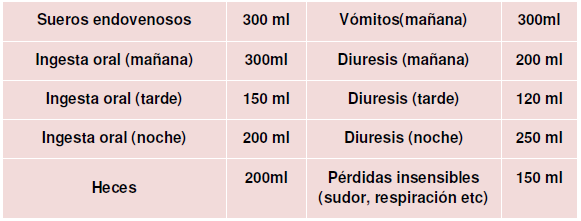 Sueros endovenosos 300 ml Vómitos(mañana) 300ml
Ingesta oral (mañana) 300ml Diuresis (mañana) 200 ml
Ingesta oral (tarde) 150 ml Diuresis (tarde) 120 ml
Ingesta oral (noche) 200 ml Diuresis (noche) 250 ml
Heces 200ml Pérdidas insensibles 150 ml
(sudor, respiración etc)